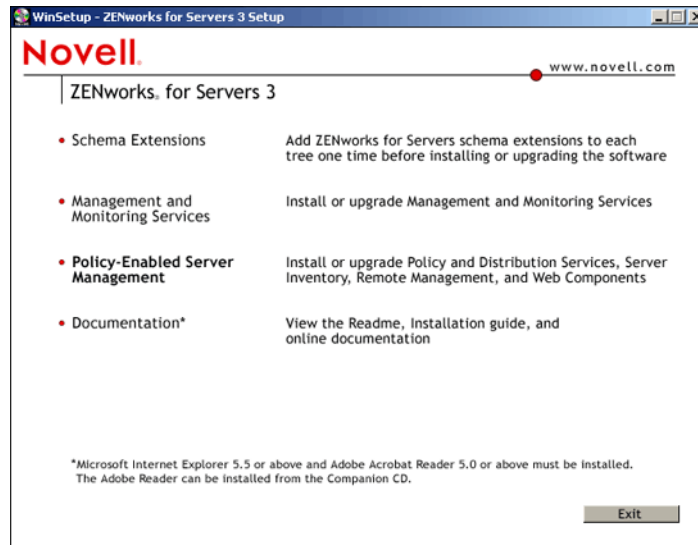 WinSetup - ZENworks for Servers 3 Setup
Novell.
www.novell.com
ZENworks® for Servers 3
• Schema Extensions
Add ZENworks for Servers schema extensions to each
tree one time before installing or upgrading the software
• Management and
Monitoring Services
Install or upgrade Management and Monitoring Services
• Policy-Enabled Server
Management
Install or upgrade Policy and Distribution Services, Server
Inventory, Remote Management, and Web Components
• Documentation*
View the Readme, Installation guide, and
online documentation
*Microsoft Internet Explorer 5.5 or above and Adobe Acrobat Reader 5.0 or above must be installed.
The Adobe Reader can be installed from the Companion CD.
Exit